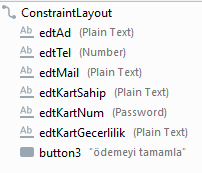 ConstraintLayout
Ab edtAd (Plain Text)
Ab edtTel (Number)
Ab edtMail (Plain Text)
Ab edtKartSahip (Plain Text)
Ab edtKartNum (Password)
Ab edtKartGecerlilik (Plain Text)
button3 "ödemeyi tamamla"